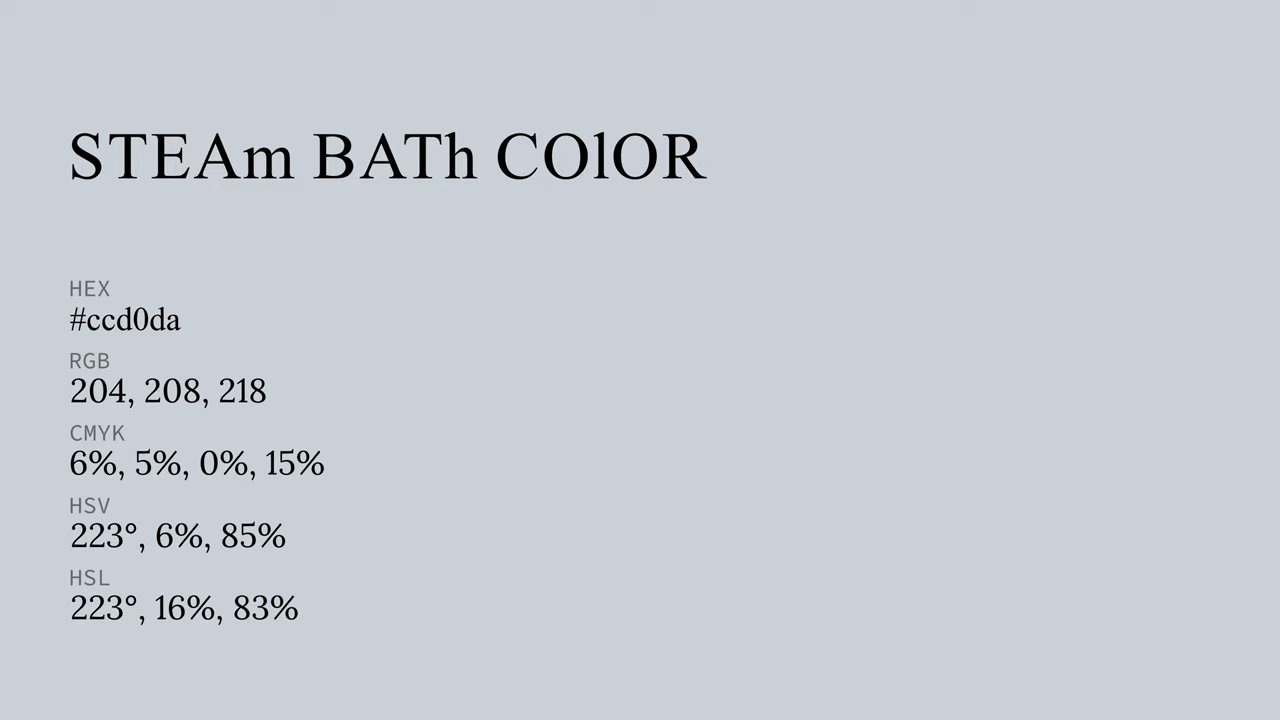 STEAm BATh COlOR
HEX
#ccd0da
RGB
204, 208, 218
CMYK
6%, 5%, 0%, 15%
HSV
223°, 6%, 85%
HSL
223°, 16%, 83%